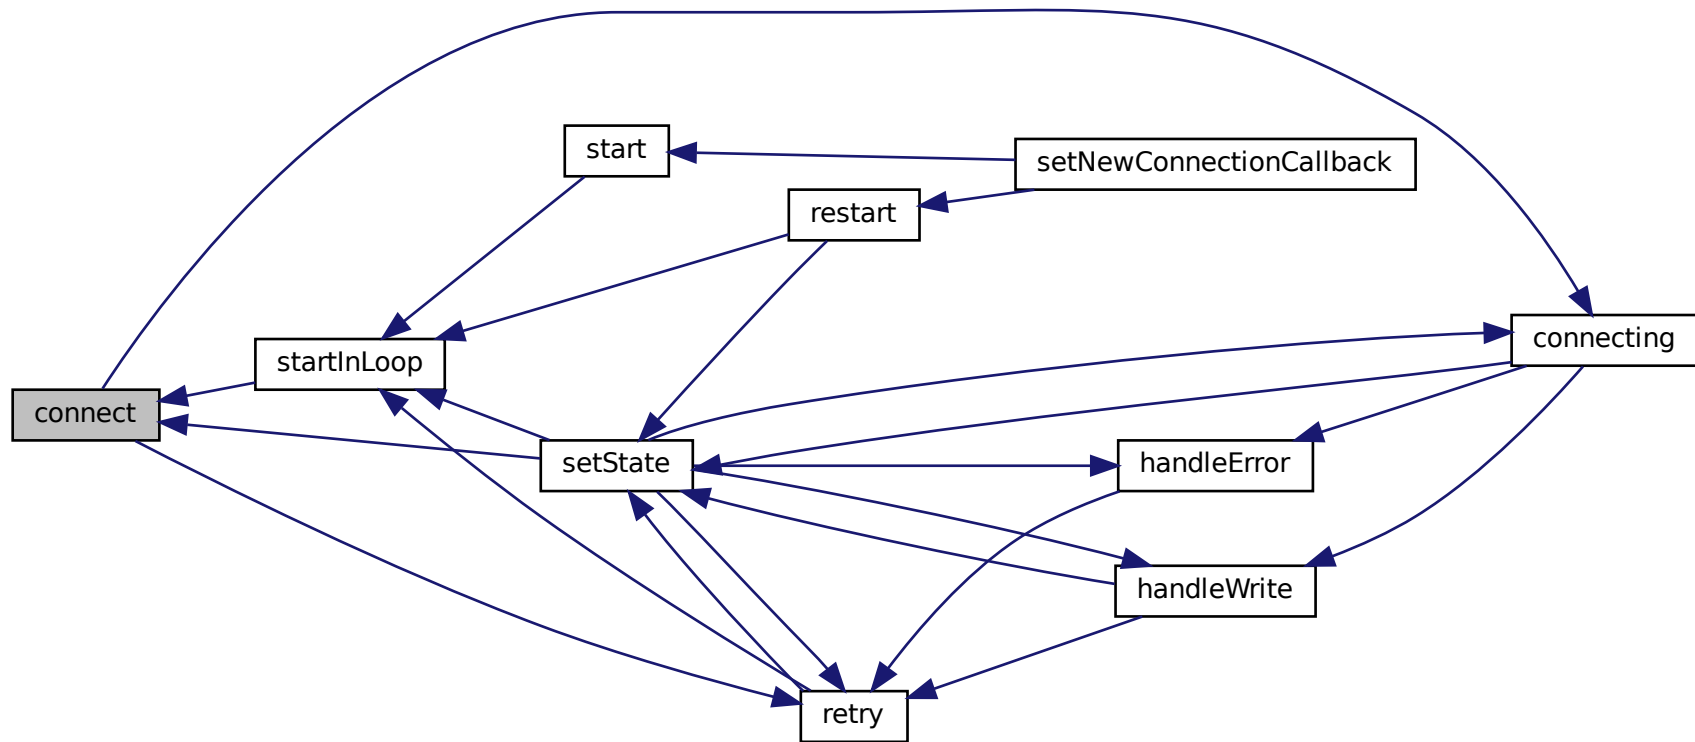 start
setNewConnectionCallback
restart
connecting
startInLoop
connect
setState
handleError
handleWrite
retry